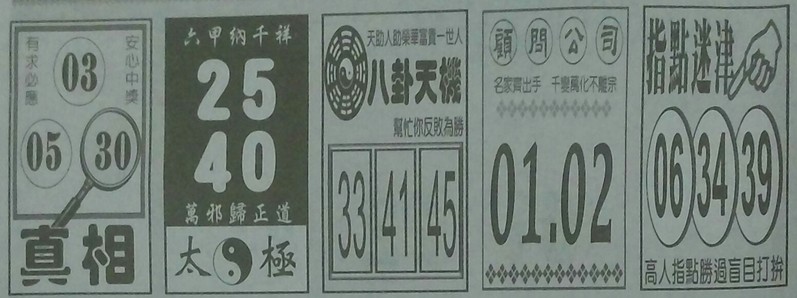 有求必應
安心中獎
03
05 30
真相
六甲納千祥
25
40
萬邪歸正道
太極
天助人助榮華富貴一世人
八卦天機
幫忙你反敗為勝
33 41 45
顧問公司
名家賣出手 千變萬化不離宗
01.02
指點迷津
06 34 39
高人指點勝過盲目打拚